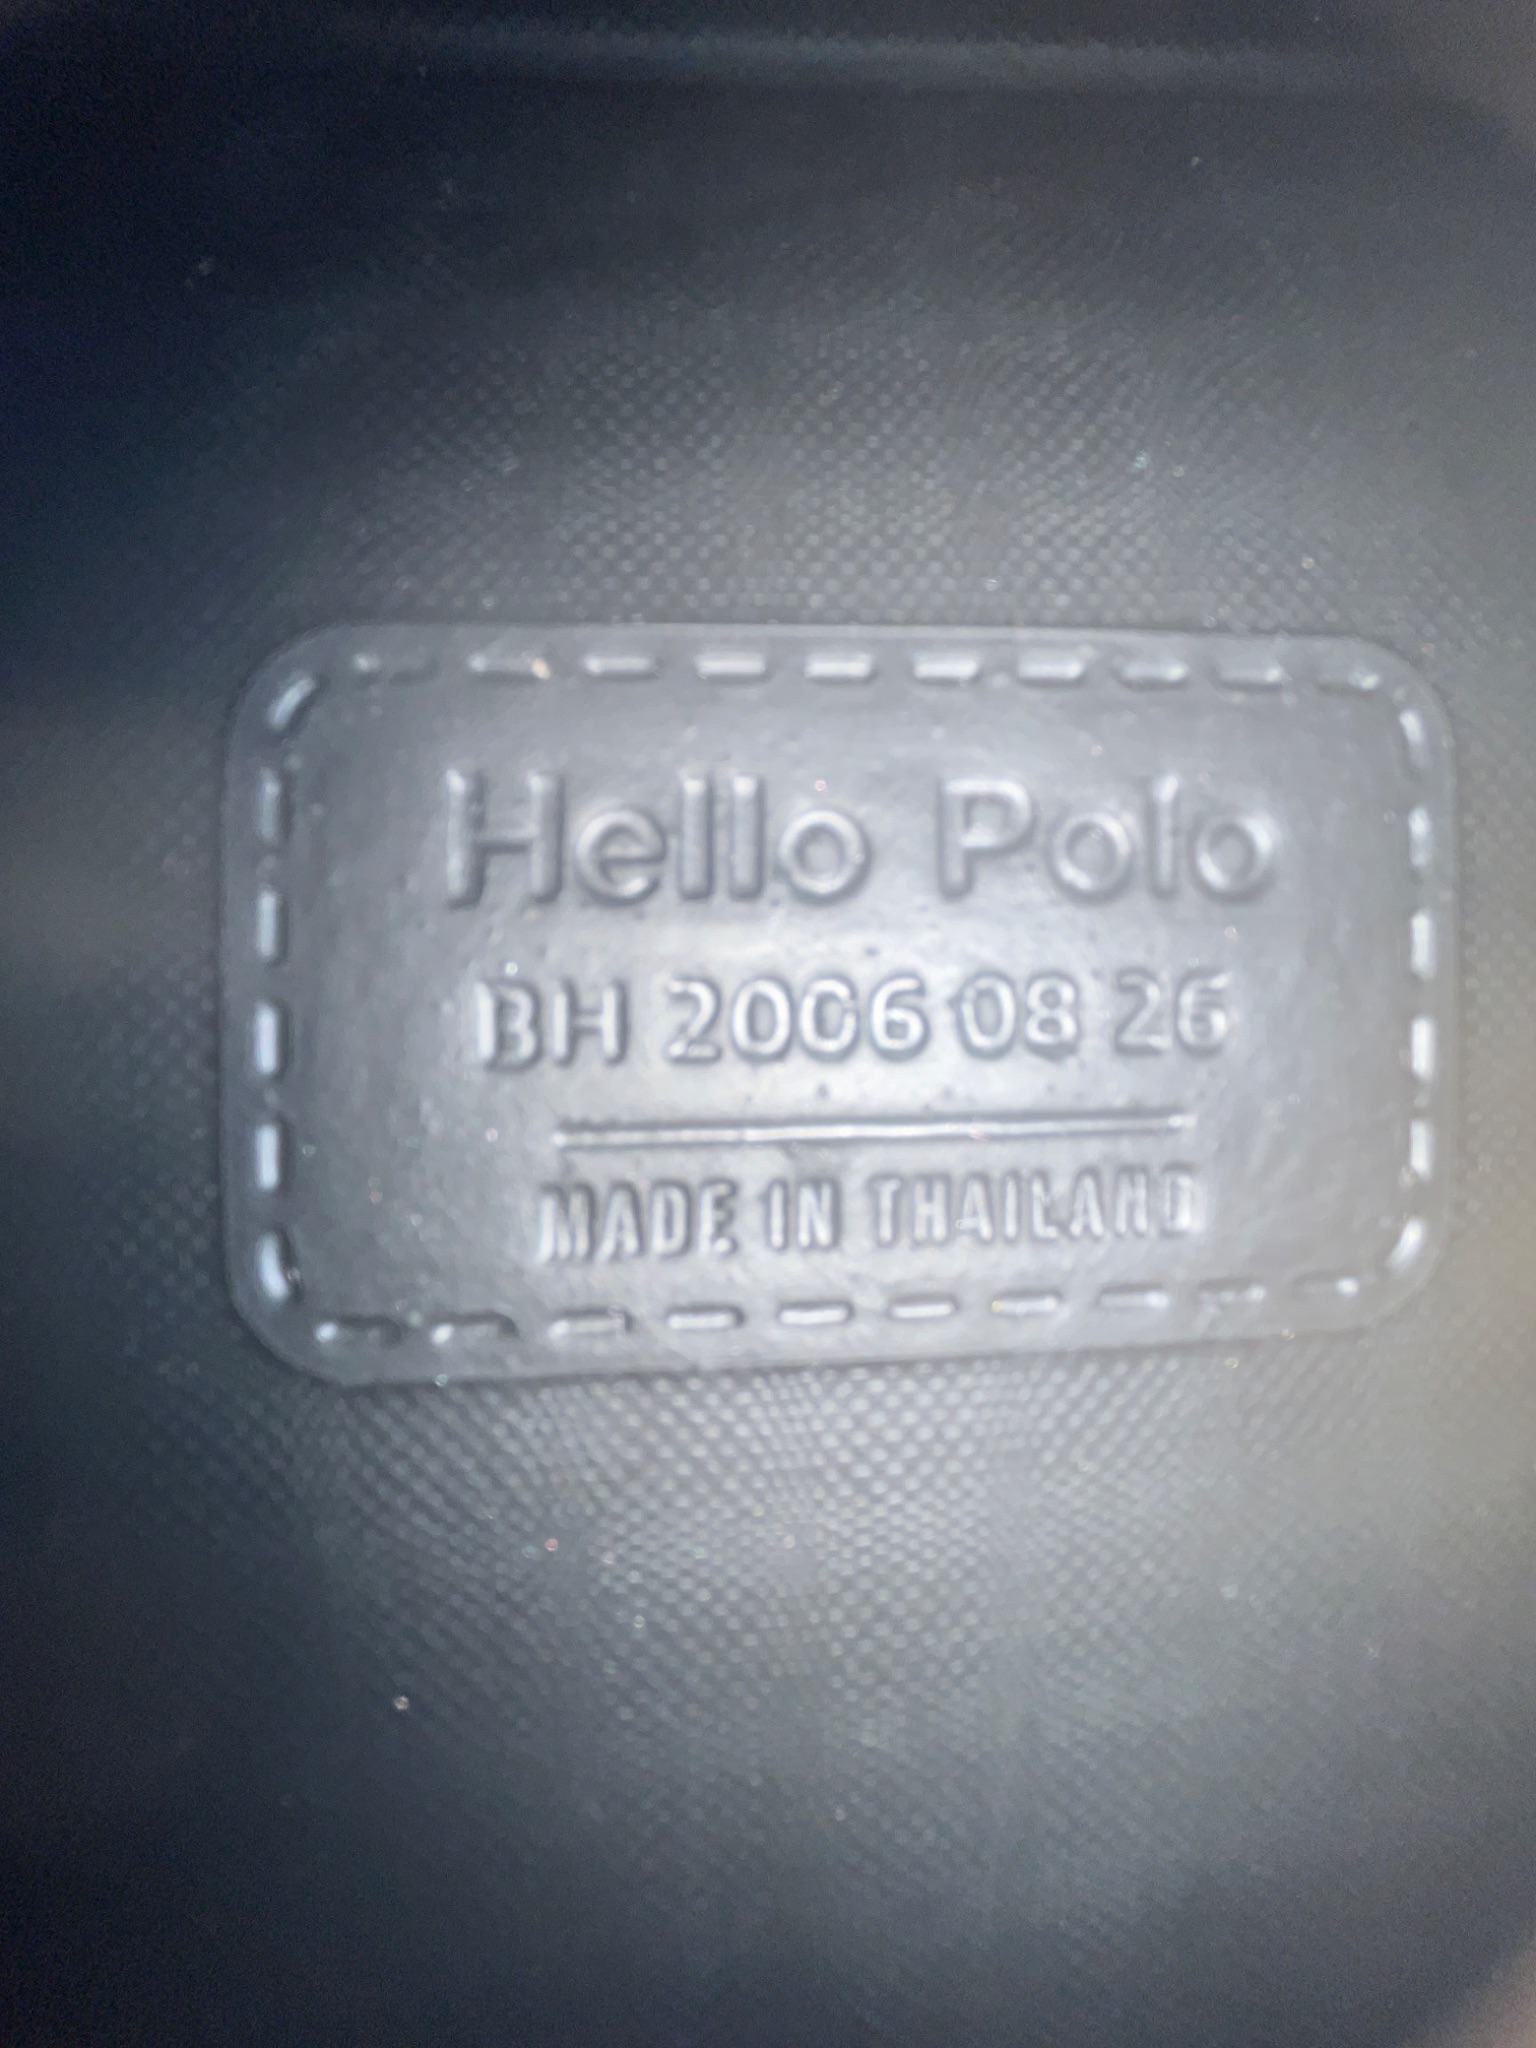 Hello Polo
BH 2006 08 26
MADE IN THAILAND